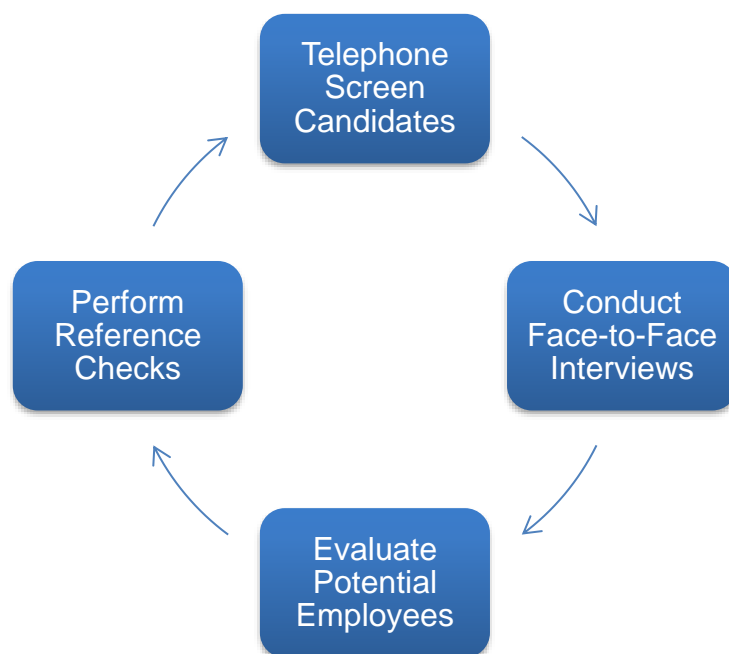 Telephone
Screen
Candidates
Conduct
Face-to-Face
Interviews
Evaluate
Potential
Employees
Perform
Reference
Checks